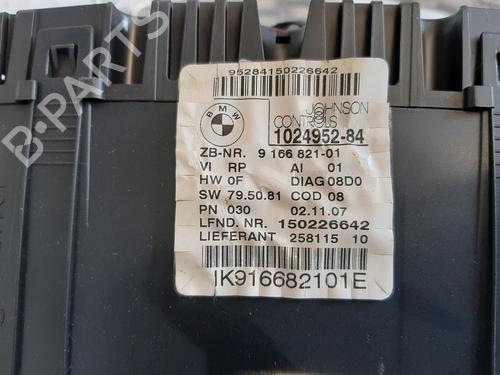 B-PARTS
95284150226642
BMW
JOHNSON
CONTROLS
1024952-84
ZB-NR. 9 166 821-01
VI RP AI 01
HW 0F DIAG 08D0
SW 79.50.81 COD 08
PN 030 02.11.07
LFND. NR. 150226642
LIEFERANT 258115 10
IK916682101E